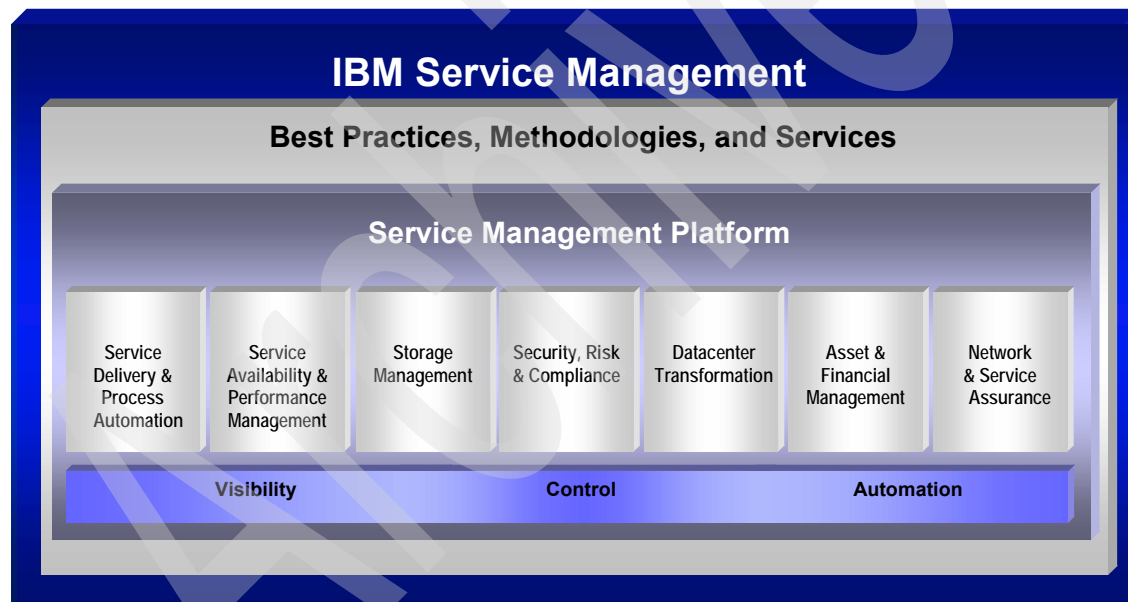 IBM Service Management
Best Practices, Methodologies, and Services
Service Management Platform
Service
Delivery &
Process
Automation
Service
Availability &
Performance
Management
Storage
Management
Security, Risk
& Compliance
Datacenter
Transformation
Asset &
Financial
Management
Network
& Service
Assurance
Visibility
Control
Automation